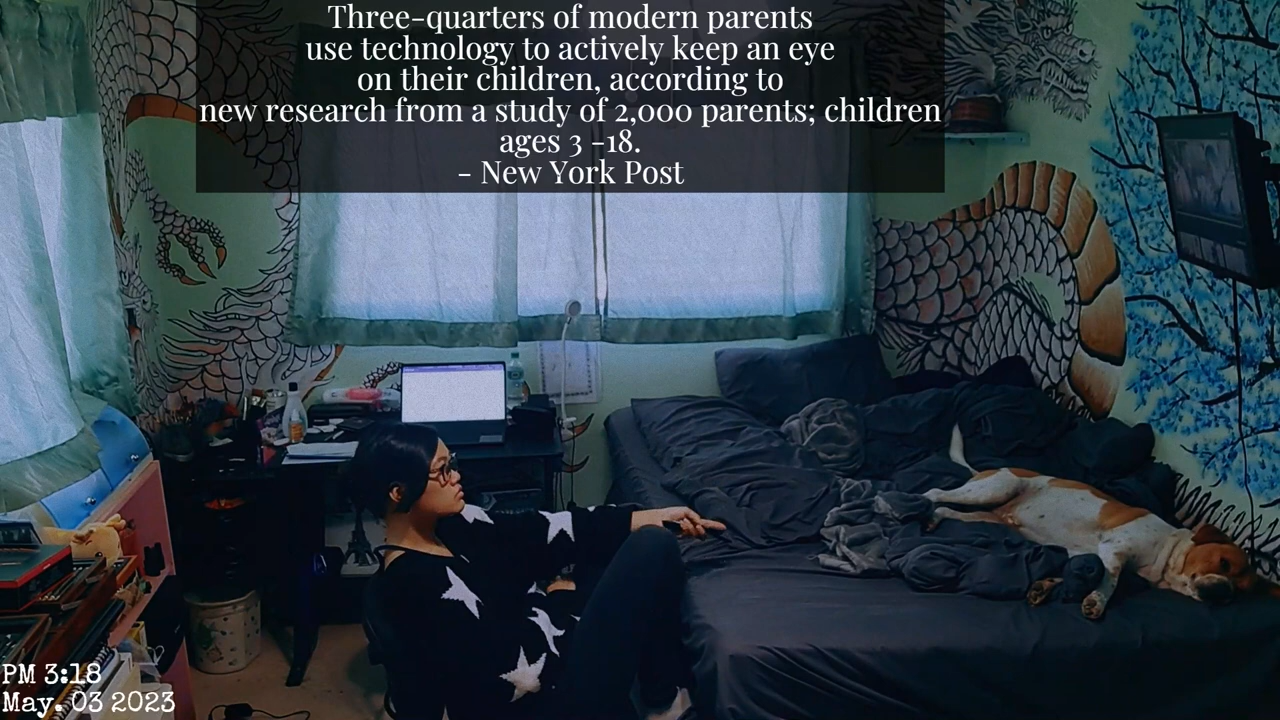 Three-quarters of modern parents
use technology to actively keep an eye
on their children, according to
new research from a study of 2,000 parents; children
ages 3 -18.
- New York Post
PM 3:18
May. 03 2023